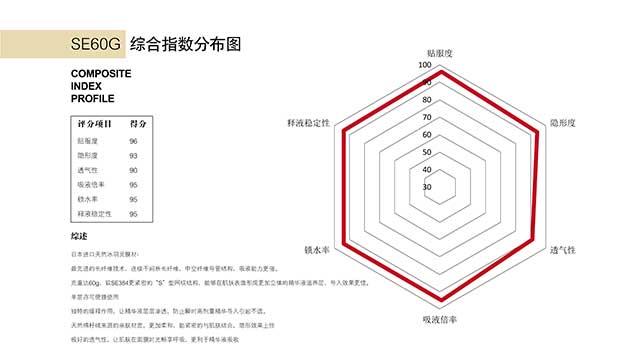 SE60G 综合指数分布图
COMPOSITE
INDEX
PROFILE
评分项目 得分
贴服度 96
隐形度 93
透气性 90
吸液倍率 95
锁水率 95
释液稳定性 95
综述
日本进口天然冰羽灵膜材-
最先进的长纤维技术，连续不间断长纤维，中空纤维导管结构，吸液能力更强。
克重达60g，较SE384更紧密的“S”型网纹结构，能够在肌肤表面形成更加立体的精华液滋养层，导入效果更佳。
单层亦可便捷使用
独特的缓释作用，让精华液层层渗透，防止瞬时高剂量精华导入引起不适。
天然棉籽绒来源的亲肤材质，更加柔和，能紧密的与肌肤结合，隐形效果上佳
极好的透气性，让肌肤在面膜时光畅享呼吸，更利于精华液吸收
贴服度
100
90
80
70
60
50
40
30
隐形度
透气性
吸液倍率
锁水率
释液稳定性